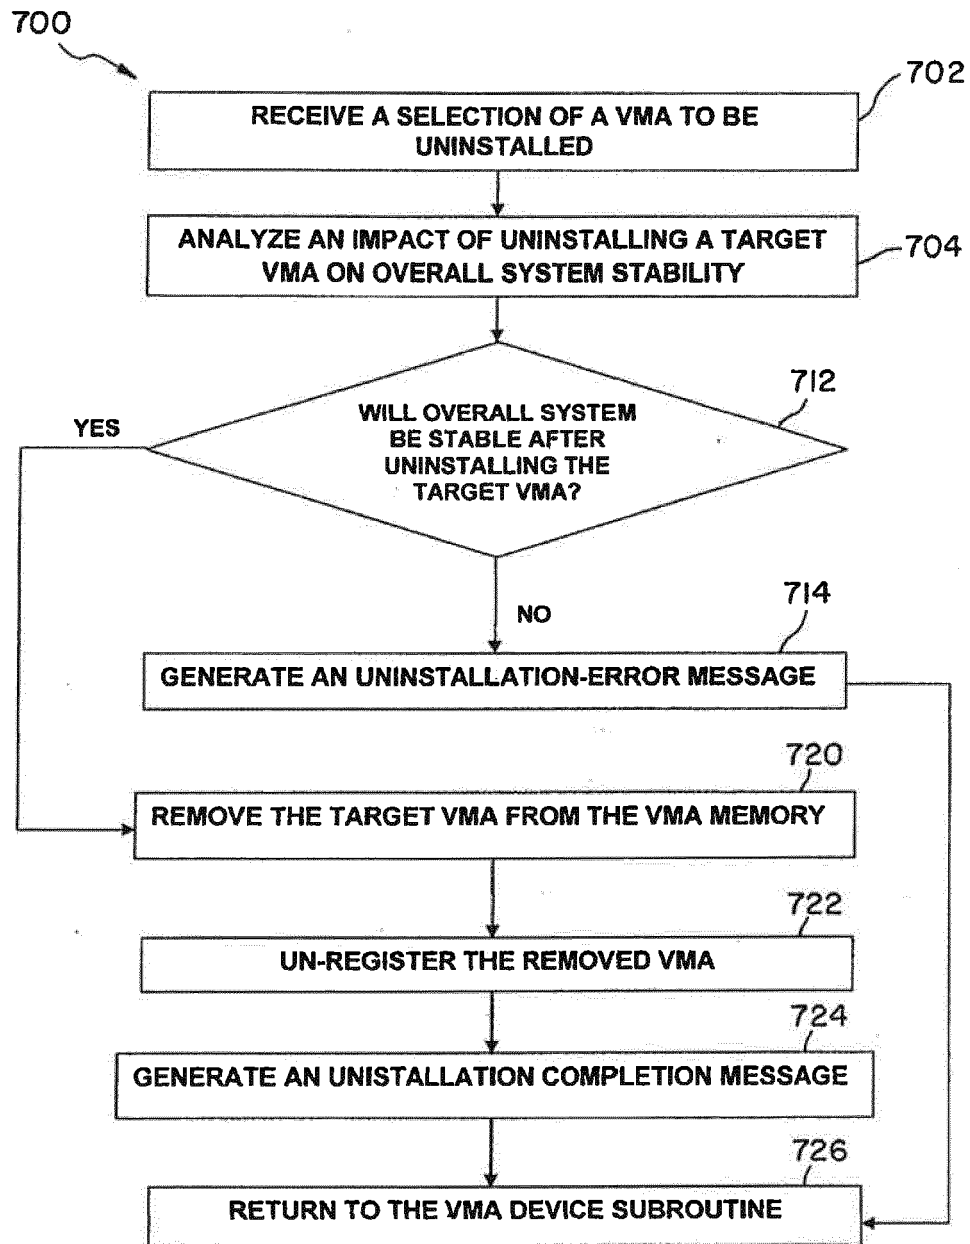 700
702
RECEIVE A SELECTION OF A VMA TO BE
UNINSTALLED
704
ANALYZE AN IMPACT OF UNINSTALLING A TARGET
VMA ON OVERALL SYSTEM STABILITY
712
WILL OVERALL SYSTEM
BE STABLE AFTER
UNINSTALLING THE
TARGET VMA?
YES
NO
714
GENERATE AN UNINSTALLATION-ERROR MESSAGE
720
REMOVE THE TARGET VMA FROM THE VMA MEMORY
722
UN-REGISTER THE REMOVED VMA
724
GENERATE AN UNISTALLATION COMPLETION MESSAGE
726
RETURN TO THE VMA DEVICE SUBROUTINE